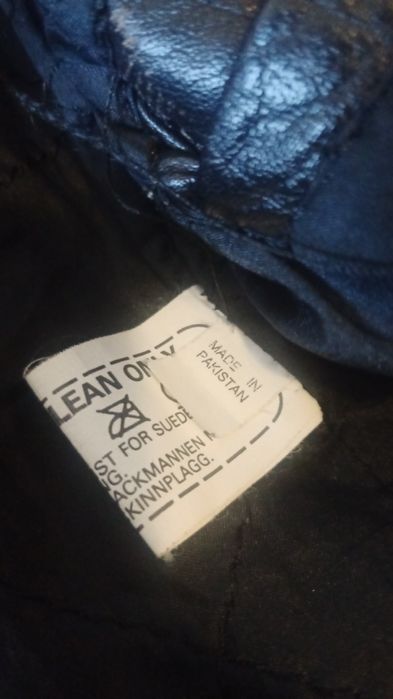 LEAN ON Y
ST FOR SUEDE
NG.
ACKMANNEN
KINNPLAGG.
MADE IN
PAKISTAN